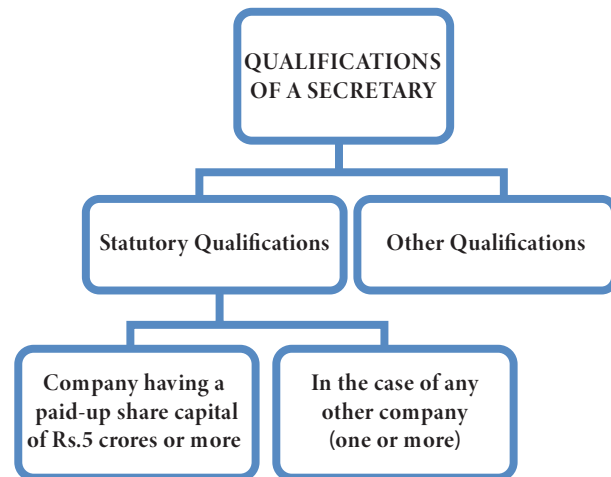 QUALIFICATIONS
OF A SECRETARY
Statutory Qualifications
Other Qualifications
Company having a
paid-up share capital
of Rs.5 crores or more
In the case of any
other company
(one or more)